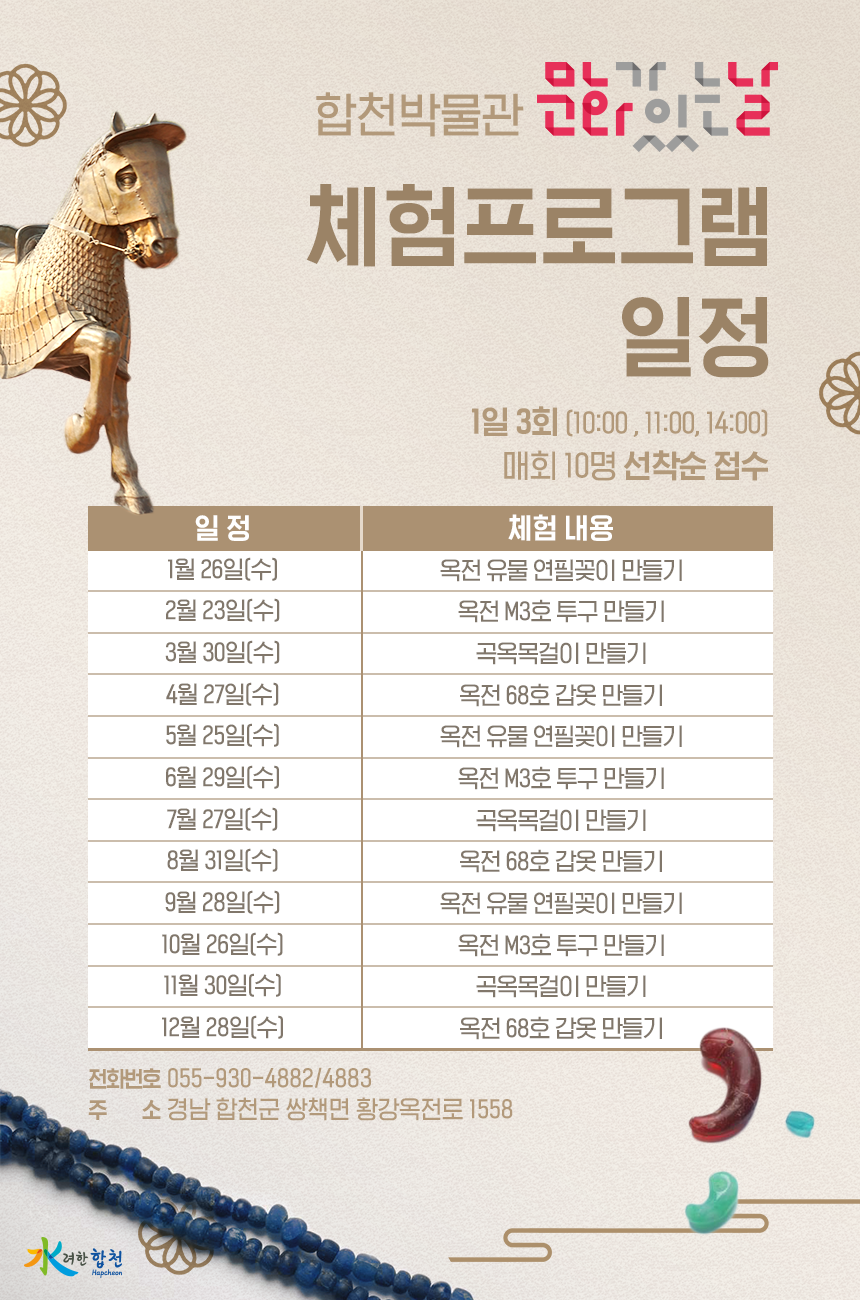 합천박물관 문화가있는날
체험프로그램
일정
1일 3회 (10:00 , 11:00, 14:00)
매회 10명 선착순 접수
일 정 체험 내용
1월 26일(수) 옥전 유물 연필꽂이 만들기
2월 23일(수) 옥전 M3호 투구 만들기
3월 30일(수) 곡옥목걸이 만들기
4월 27일(수) 옥전 68호 갑옷 만들기
5월 25일(수) 옥전 유물 연필꽂이 만들기
6월 29일(수) 옥전 M3호 투구 만들기
7월 27일(수) 곡옥목걸이 만들기
8월 31일(수) 옥전 68호 갑옷 만들기
9월 28일(수) 옥전 유물 연필꽂이 만들기
10월 26일(수) 옥전 M3호 투구 만들기
11월 30일(수) 곡옥목걸이 만들기
12월 28일(수) 옥전 68호 갑옷 만들기
전화번호 055-930-4882/4883
주 소 경남 합천군 쌍책면 황강옥전로 1558
水려한합천
Hapcheon